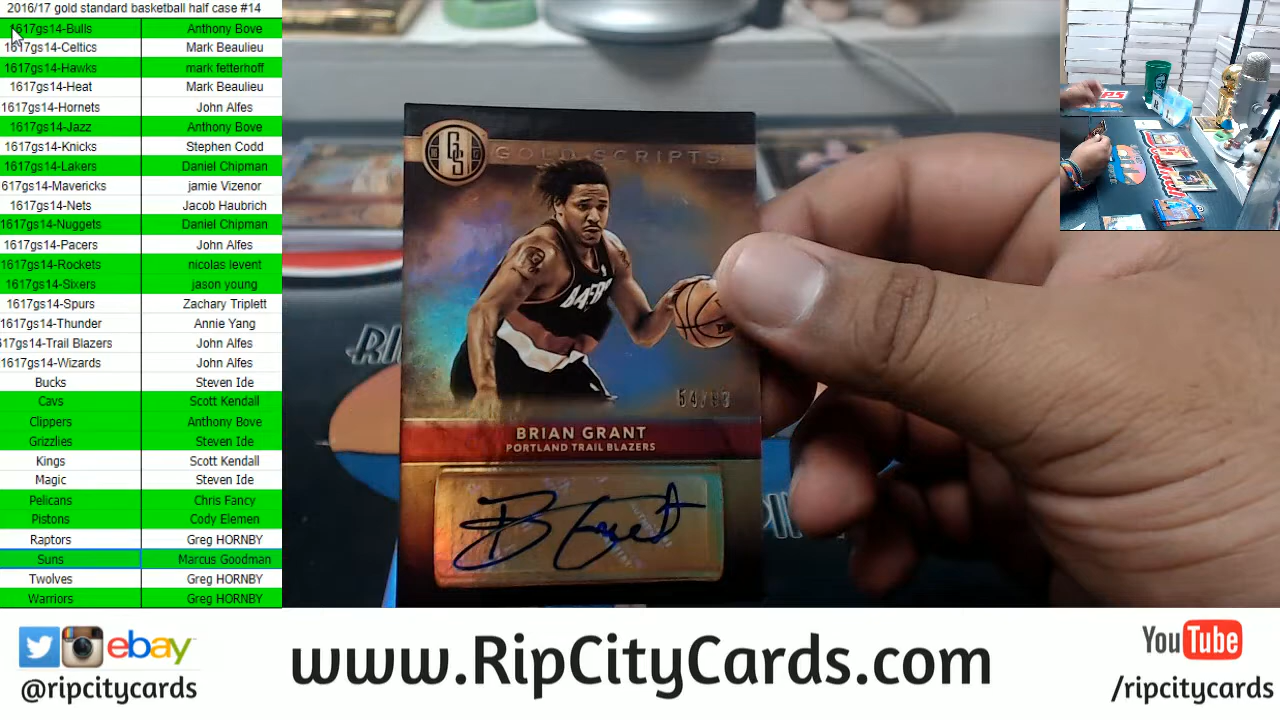 2016/17 gold standard basketball half case #14
1617gs14-Bulls Anthony Bove
1617gs14-Celtics Mark Beaulieu
1617gs14-Hawks mark fetterhoff
1617gs14-Heat Mark Beaulieu
1617gs14-Hornets John Alfes
1617gs14-Jazz Anthony Bove
1617gs14-Knicks Stephen Codd
1617gs14-Lakers Daniel Chipman
617gs14-Mavericks jamie Vizenor
1617gs14-Nets Jacob Haubrich
617gs14-Nuggets Daniel Chipman
1617gs14-Pacers John Alfes
1617gs14-Rockets nicolas levent
1617gs14-Sixers jason young
1617gs14-Spurs Zachary Triplett
1617gs14-Thunder Annie Yang
17gs14-Trail Blazers John Alfes
1617gs14-Wizards John Alfes
Bucks Steven Ide
Cavs Scott Kendall
Clippers Anthony Bove
Grizzlies Steven Ide
Kings Scott Kendall
Magic Steven Ide
Pelicans Chris Fancy
Pistons Cody Elemen
Raptors Greg HORNBY
Suns Marcus Goodman
Twolves Greg HORNBY
Warriors Greg HORNBY
GS
GOLD SCRIPTS
BRIAN GRANT
PORTLAND TRAIL BLAZERS
B Grant
ebay
@ripcitycards
www.RipCityCards.com
YouTube
/ripcitycards